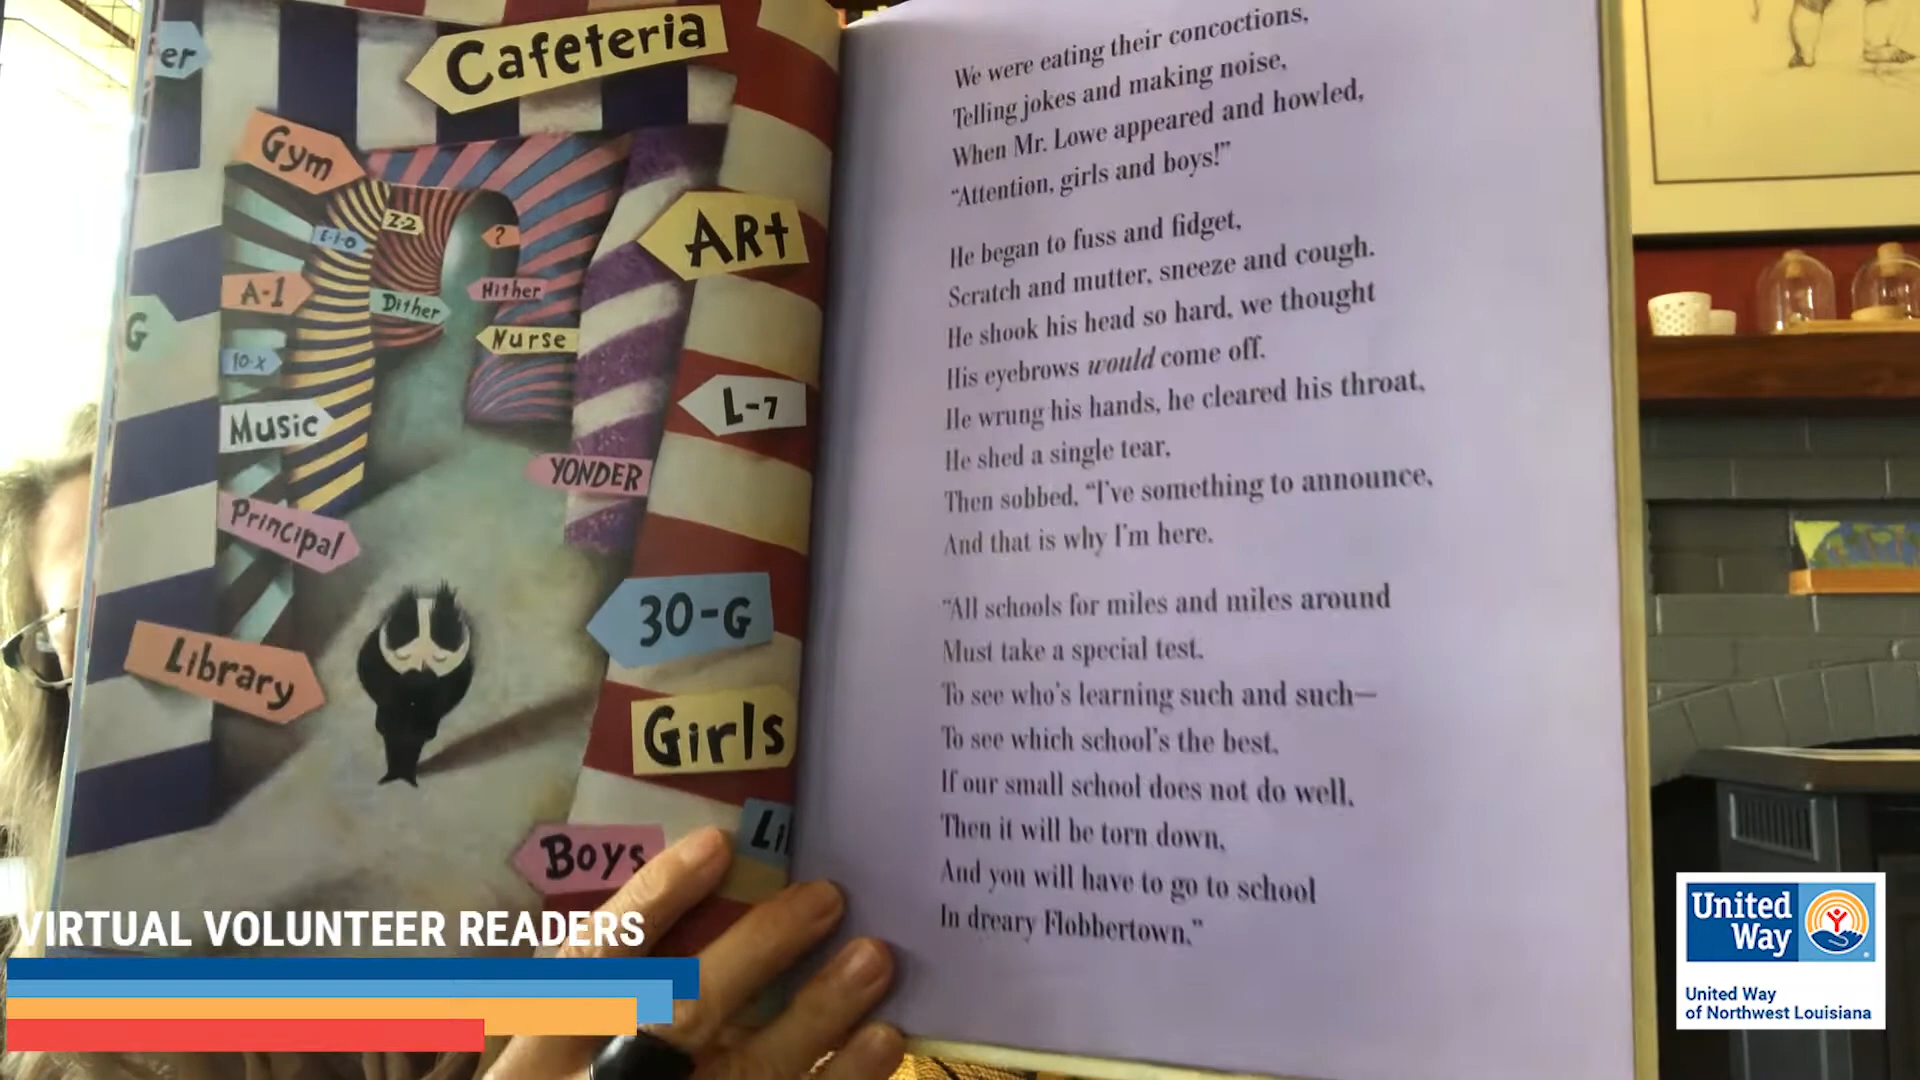 er
Cafeteria
Gym
Z-2
E-I-O
?
ARt
A-1
Dither
Hither
G
Nurse
10-X
L-7
Music
YONDER
Principal
30-G
Library
Girls
Boys
Li
We were eating their concoctions,
Telling jokes and making noise,
When Mr. Lowe appeared and howled,
“Attention, girls and boys!”
He began to fuss and fidget,
Scratch and mutter, sneeze and cough.
He shook his head so hard, we thought
His eyebrows would come off.
He wrung his hands, he cleared his throat,
He shed a single tear,
Then sobbed, “I’ve something to announce,
And that is why I’m here.
“All schools for miles and miles around
Must take a special test,
To see who’s learning such and such—
To see which school’s the best.
If our small school does not do well,
Then it will be torn down,
And you will have to go to school
In dreary Flobbertown.”
VIRTUAL VOLUNTEER READERS
United
Way
United Way
of Northwest Louisiana